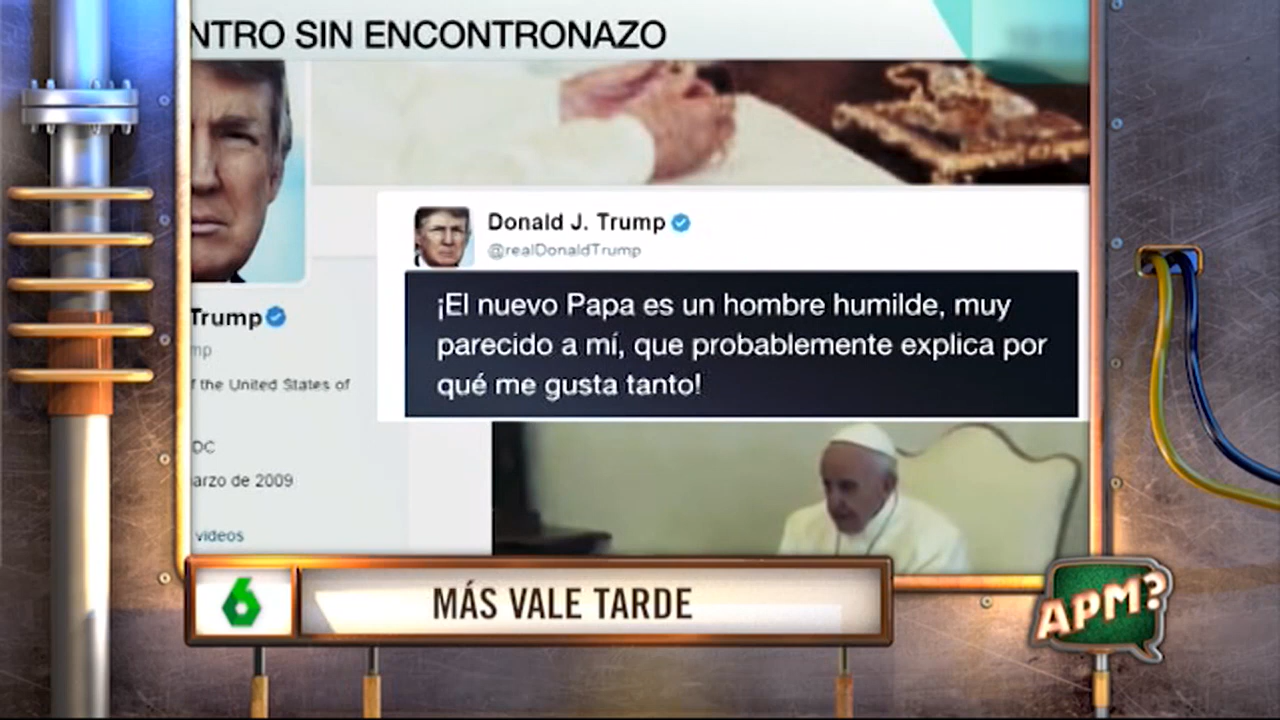 NTRO SIN ENCONTRONAZO
Donald J. Trump
@realDonaldTrump
¡El nuevo Papa es un hombre humilde, muy
parecido a mí, que probablemente explica por
qué me gusta tanto!
Trump
mp
f the United States of
DC
arzo de 2009
videos
6
MÁS VALE TARDE
APM?